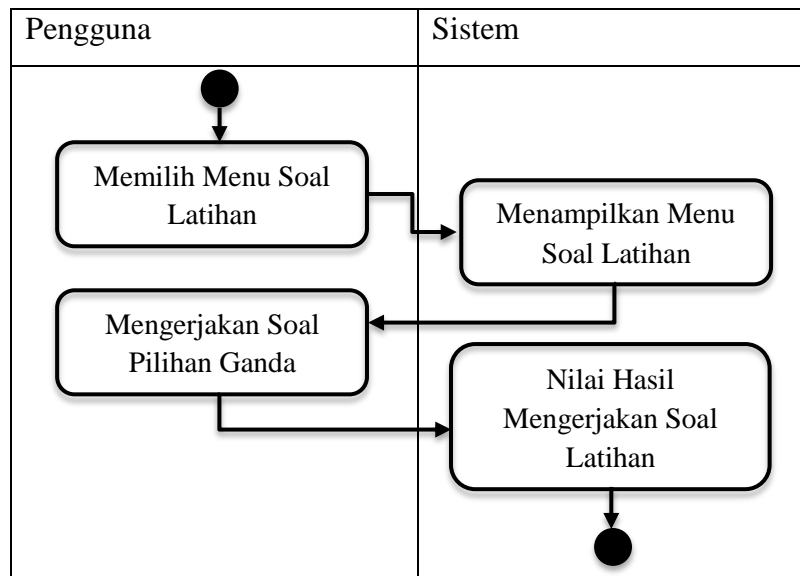 Pengguna
Sistem
Memilih Menu Soal
Latihan
Menampilkan Menu
Soal Latihan
Mengerjakan Soal
Pilihan Ganda
Nilai Hasil
Mengerjakan Soal
Latihan